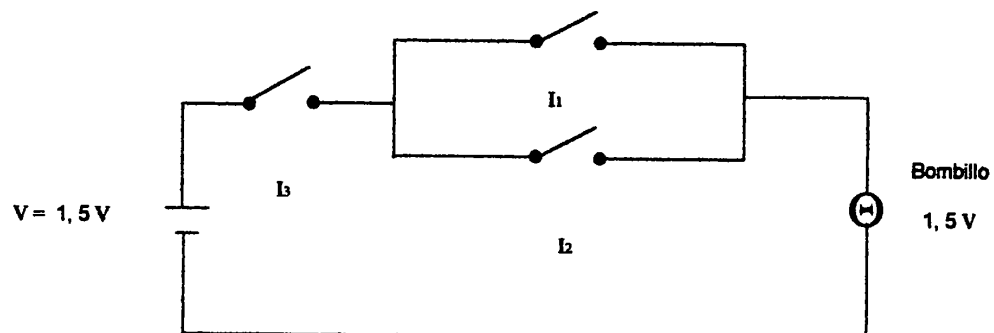 I₁
I₃
V = 1, 5 V
I₂
Bombillo
1, 5 V